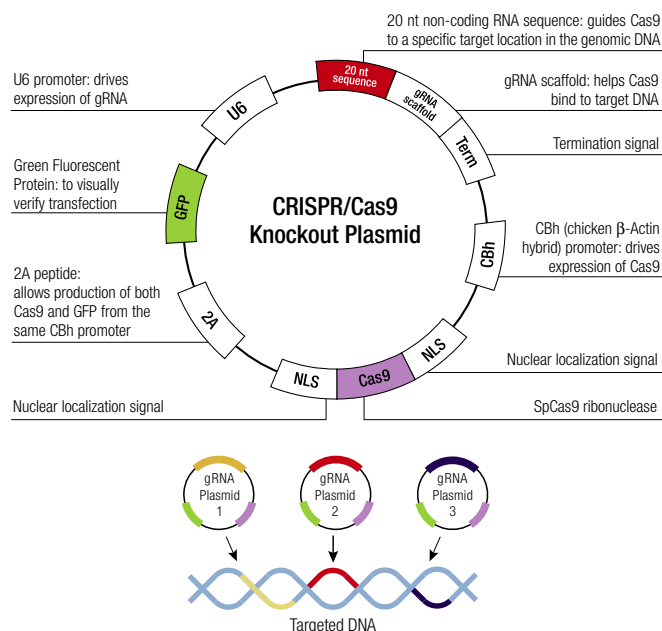 20 nt non-coding RNA sequence: guides Cas9
to a specific target location in the genomic DNA
U6 promoter: drives
expression of gRNA
gRNA scaffold: helps Cas9
bind to target DNA
Termination signal
Green Fluorescent
Protein: to visually
verify transfection
CBh (chicken β-Actin
hybrid) promoter: drives
expression of Cas9
2A peptide:
allows production of both
Cas9 and GFP from the
same CBh promoter
Nuclear localization signal
Nuclear localization signal
SpCas9 ribonuclease
20 nt
sequence
gRNA
scaffold
Term
CBh
NLS
Cas9
NLS
2A
GFP
U6
CRISPR/Cas9
Knockout Plasmid
gRNA
Plasmid
1
gRNA
Plasmid
2
gRNA
Plasmid
3
Targeted DNA